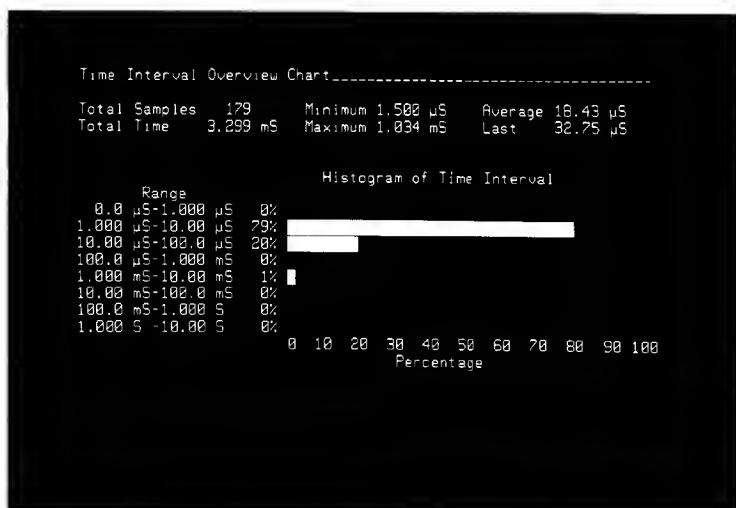 Time Interval Overview Chart____________________________________
Total Samples 179 Minimum 1.500 µS Average 18.43 µS
Total Time 3.299 mS Maximum 1.034 mS Last 32.75 µS
Histogram of Time Interval
Range
0.0 µS-1.000 µS 0%
1.000 µS-10.00 µS 79%
10.00 µS-100.0 µS 20%
100.0 µS-1.000 mS 0%
1.000 mS-10.00 mS 1%
10.00 mS-100.0 mS 0%
100.0 mS-1.000 S 0%
1.000 S -10.00 S 0%
0 10 20 30 40 50 60 70 80 90 100
Percentage